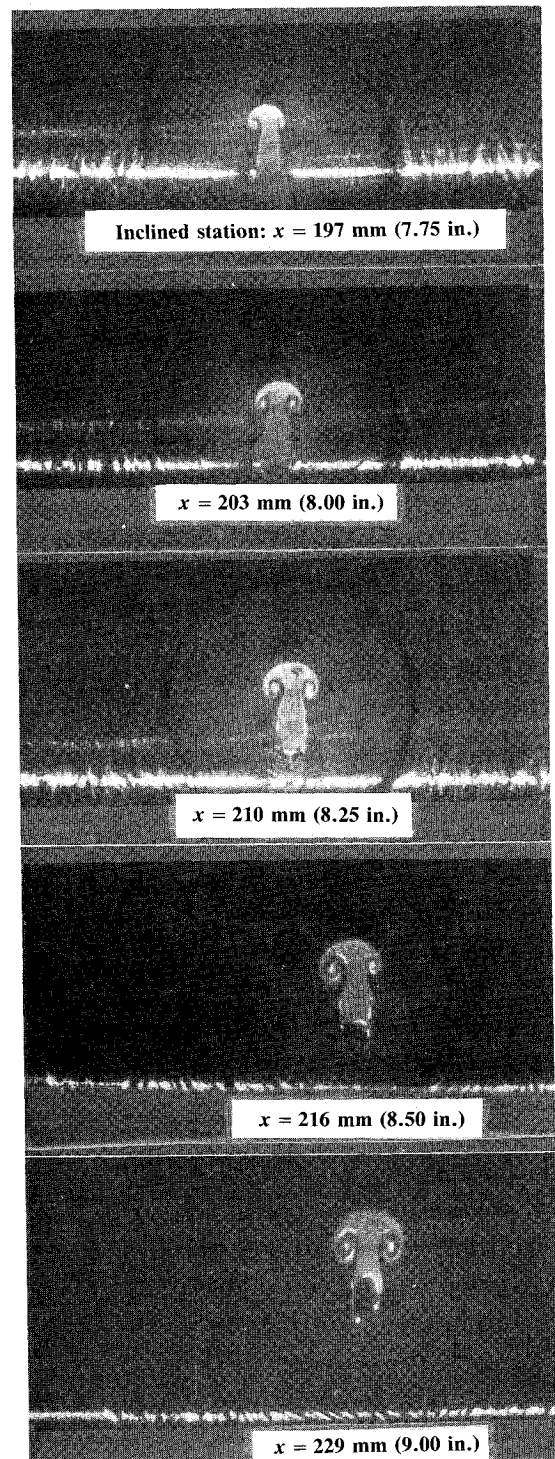 Inclined station: x = 197 mm (7.75 in.)
x = 203 mm (8.00 in.)
x = 210 mm (8.25 in.)
x = 216 mm (8.50 in.)
x = 229 mm (9.00 in.)